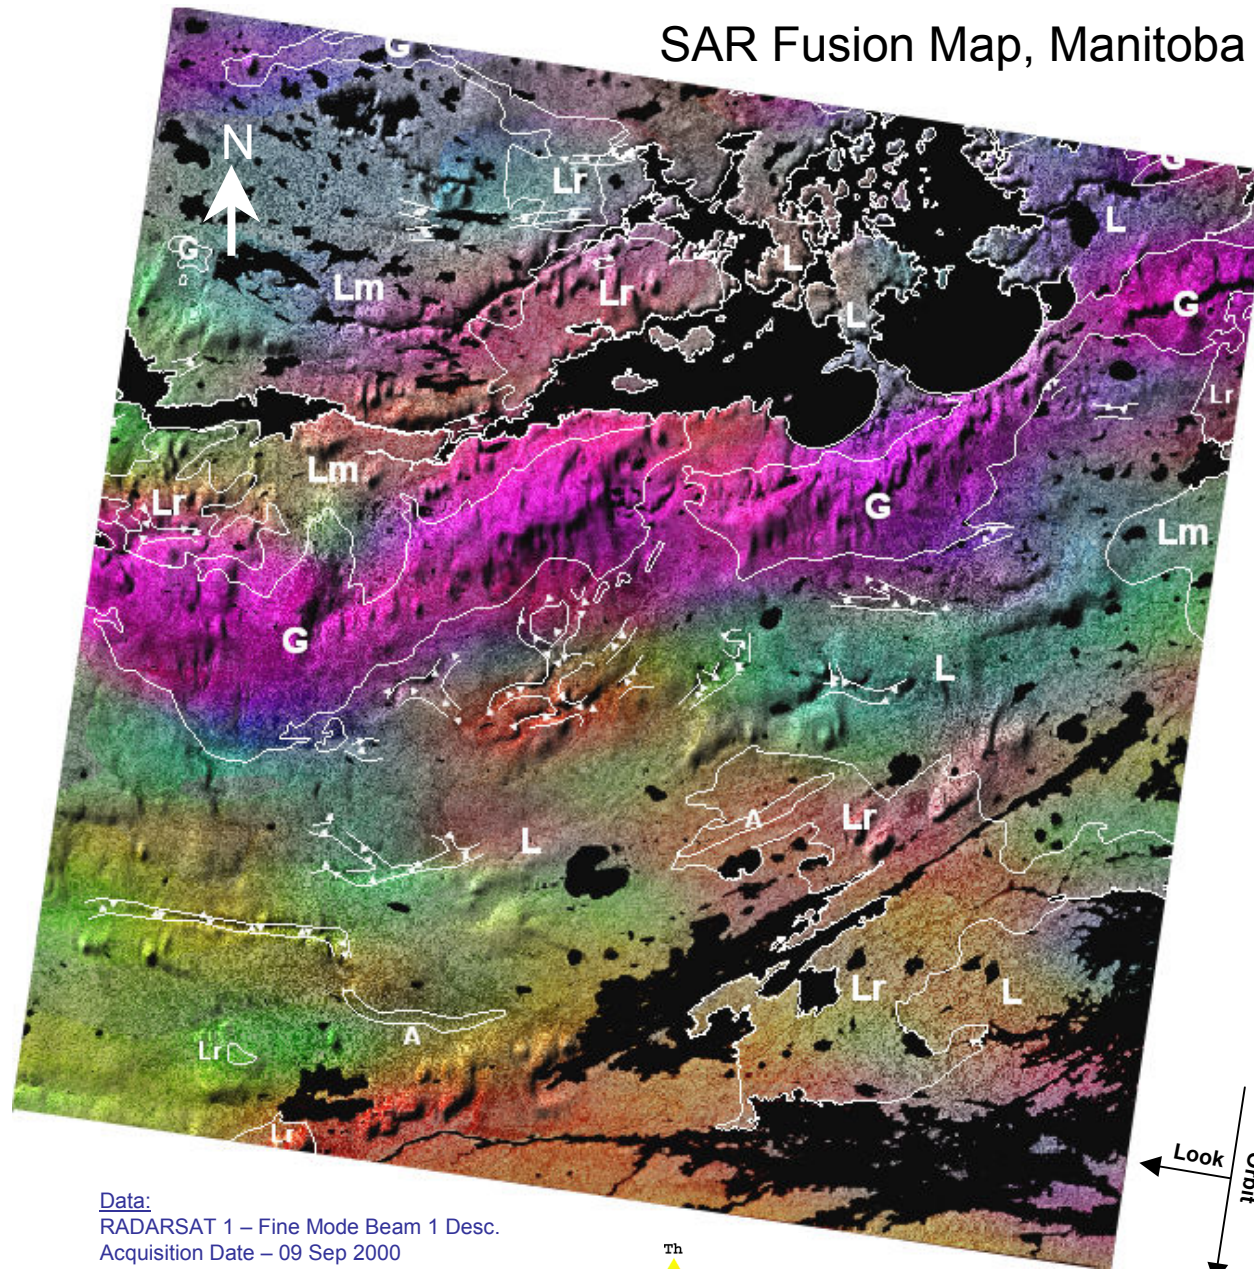 SAR Fusion Map, Manitoba
G
N
Lr
G
L
G
L
Lm
Lr
L
G
Lr
Lm
Lr
G
Lm
G
L
A
Lr
L
Lr
L
A
Lr
Lr
Look
Orbit
Data:
RADARSAT 1 – Fine Mode Beam 1 Desc.
Acquisition Date – 09 Sep 2000
Th